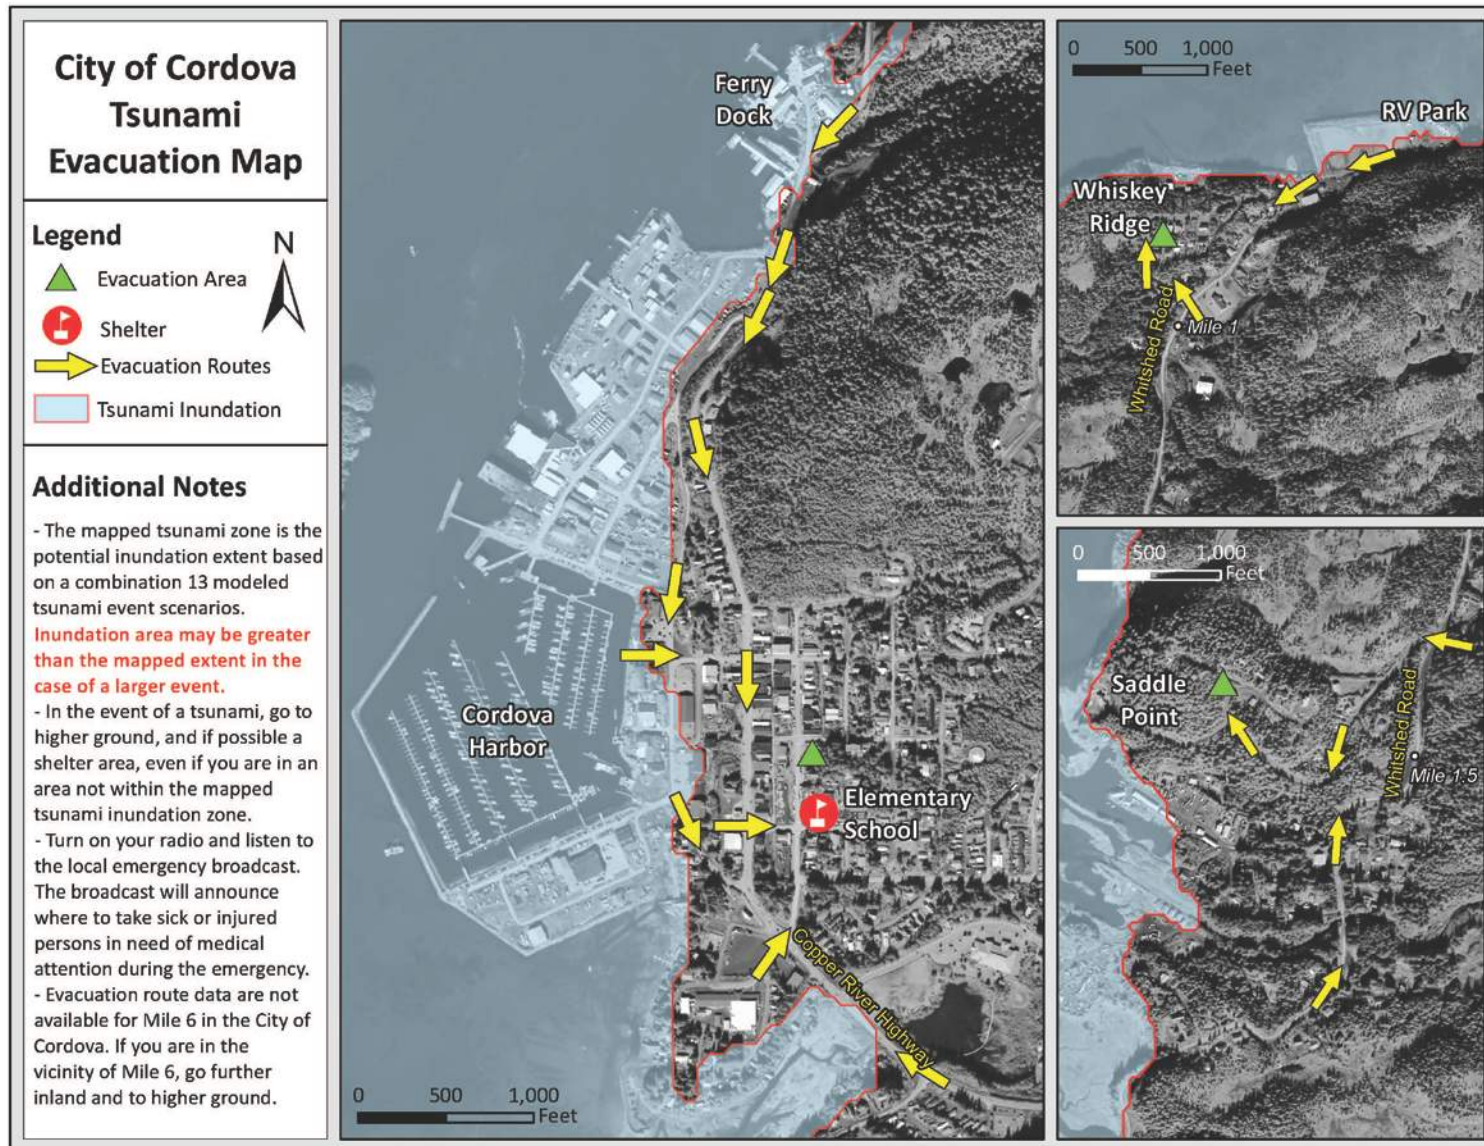 City of Cordova
Tsunami
Evacuation Map
Legend
N
Evacuation Area
Shelter
Evacuation Routes
Tsunami Inundation
Additional Notes
- The mapped tsunami zone is the
potential inundation extent based
on a combination 13 modeled
tsunami event scenarios.
Inundation area may be greater
than the mapped extent in the
case of a larger event.
- In the event of a tsunami, go to
higher ground, and if possible a
shelter area, even if you are in an
area not within the mapped
tsunami inundation zone.
- Turn on your radio and listen to
the local emergency broadcast.
The broadcast will announce
where to take sick or injured
persons in need of medical
attention during the emergency.
- Evacuation route data are not
available for Mile 6 in the City of
Cordova. If you are in the
vicinity of Mile 6, go further
inland and to higher ground.
Ferry
Dock
Cordova
Harbor
Elementary
School
Copper River Highway
0 500 1,000
Feet
0 500 1,000
Feet
RV Park
Whiskey
Ridge
Whitshed Road
Mile 1
0 500 1,000
Feet
Saddle
Point
Whitshed Road
Mile 1.5